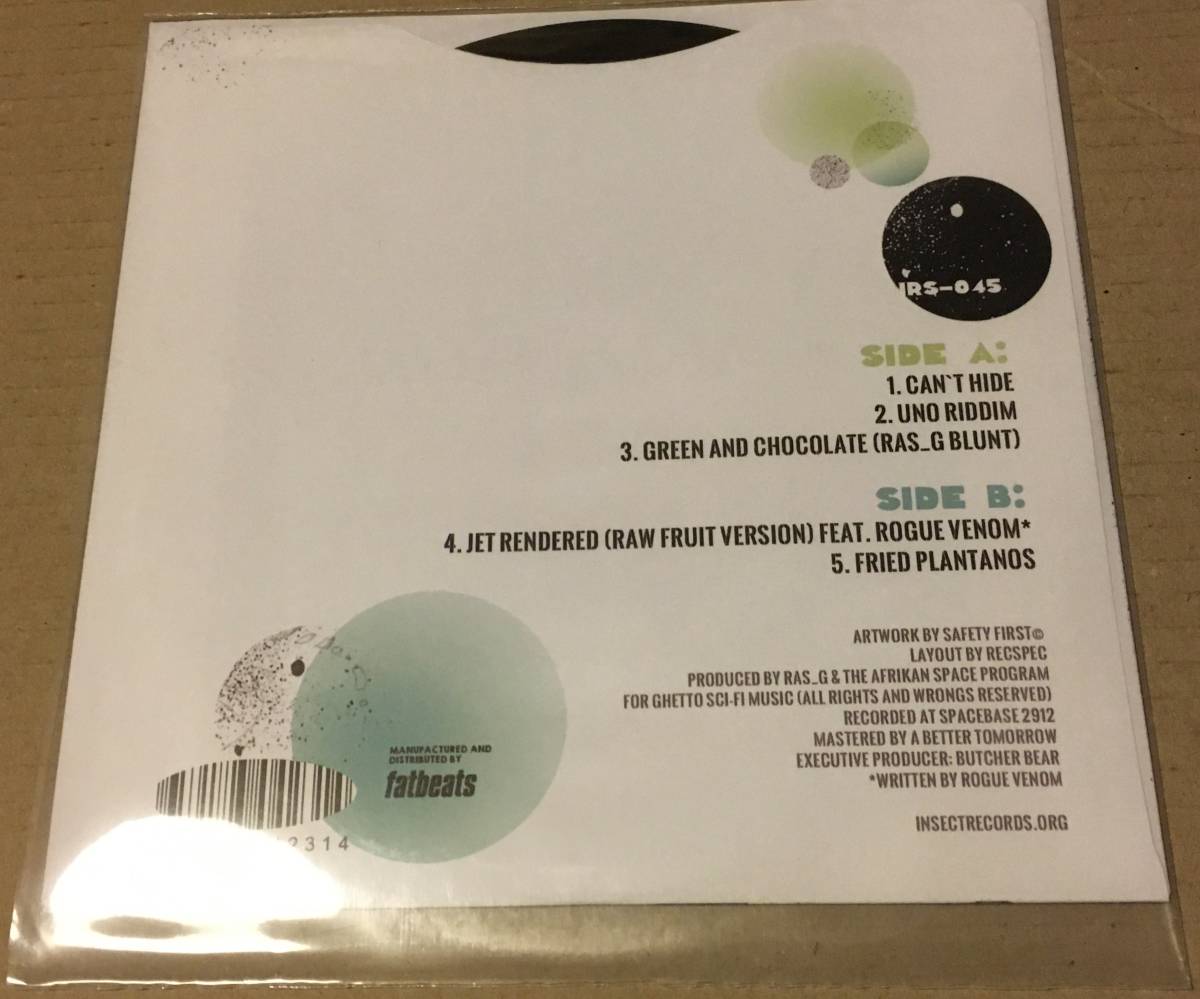 IRS-045
SIDE A:
1. CAN`T HIDE
2. UNO RIDDIM
3. GREEN AND CHOCOLATE (RAS_G BLUNT)
SIDE B:
4. JET RENDERED (RAW FRUIT VERSION) FEAT. ROGUE VENOM*
5. FRIED PLANTANOS
ARTWORK BY SAFETY FIRST©
LAYOUT BY RECSPEC
PRODUCED BY RAS_G & THE AFRIKAN SPACE PROGRAM
FOR GHETTO SCI-FI MUSIC (ALL RIGHTS AND WRONGS RESERVED)
RECORDED AT SPACEBASE 2912
MASTERED BY A BETTER TOMORROW
EXECUTIVE PRODUCER: BUTCHER BEAR
*WRITTEN BY ROGUE VENOM
INSECTRECORDS.ORG
MANUFACTURED AND
DISTRIBUTED BY
fatbeats
2314